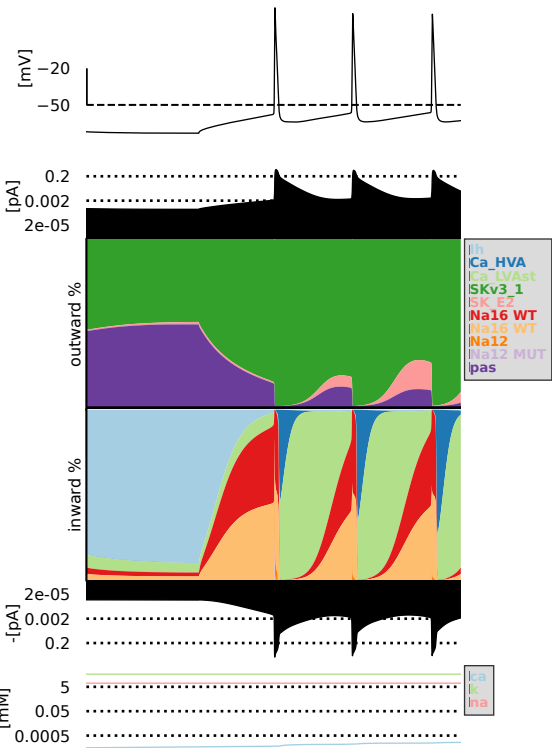 [mV]
−20
−50
[pA]
0.2
0.002
2e-05
outward %
Ih
Ca_HVA
Ca_LVAst
SKv3_1
SK_E2
Na16 WT
Na16 WT
Na12
Na12 MUT
pas
inward %
-[pA]
2e-05
0.002
0.2
[mM]
5
0.05
0.0005
ca
k
na